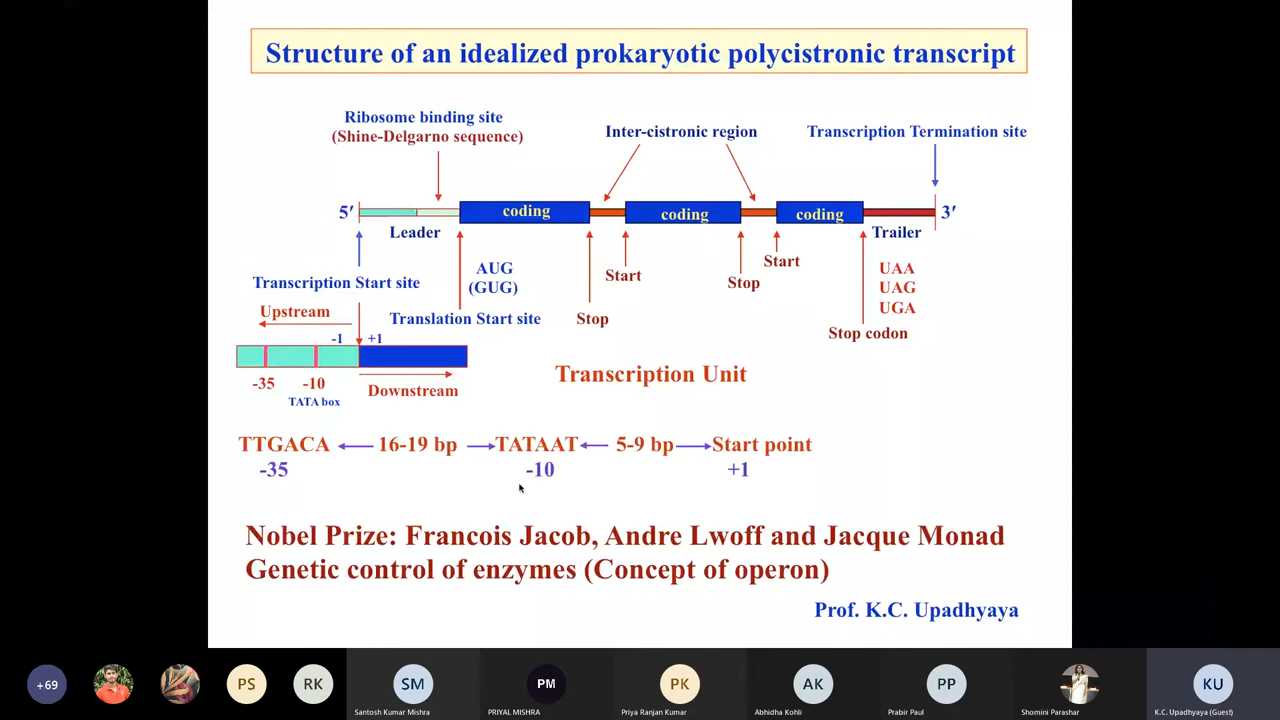 Structure of an idealized prokaryotic polycistronic transcript
Ribosome binding site
(Shine-Delgarno sequence)
Inter-cistronic region
Transcription Termination site
5′
coding
coding
coding
3′
Leader
Trailer
Transcription Start site
AUG
(GUG)
Start
Start
Stop
UAA
UAG
UGA
Upstream
Translation Start site
Stop
Stop codon
-1
+1
-35
-10
TATA box
Downstream
Transcription Unit
TTGACA 16-19 bp TATAAT 5-9 bp Start point
-35 -10 +1
Nobel Prize: Francois Jacob, Andre Lwoff and Jacque Monad
Genetic control of enzymes (Concept of operon)
Prof. K.C. Upadhyaya
+69
PS
RK
SM
PM
PK
AK
PP
KU
Santosh Kumar Mishra
PRIYAL MISHRA
Priya Ranjan Kumar
Abhidha Kohli
Prabir Paul
Shomini Parashar
K.C. Upadhyaya (Guest)